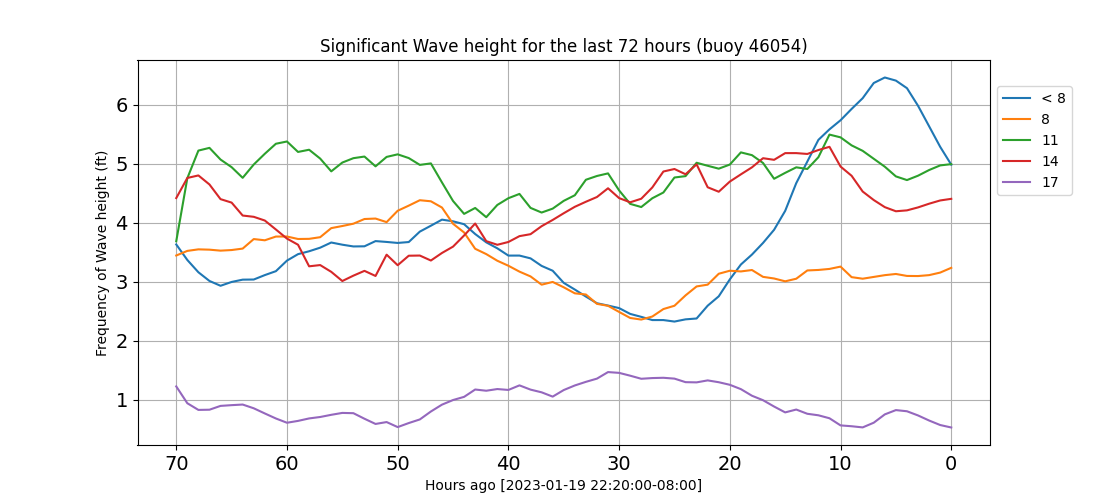 Significant Wave height for the last 72 hours (buoy 46054)
Frequency of Wave height (ft)
6
5
4
3
2
1
70 60 50 40 30 20 10 0
Hours ago [2023-01-19 22:20:00-08:00]
< 8
8
11
14
17